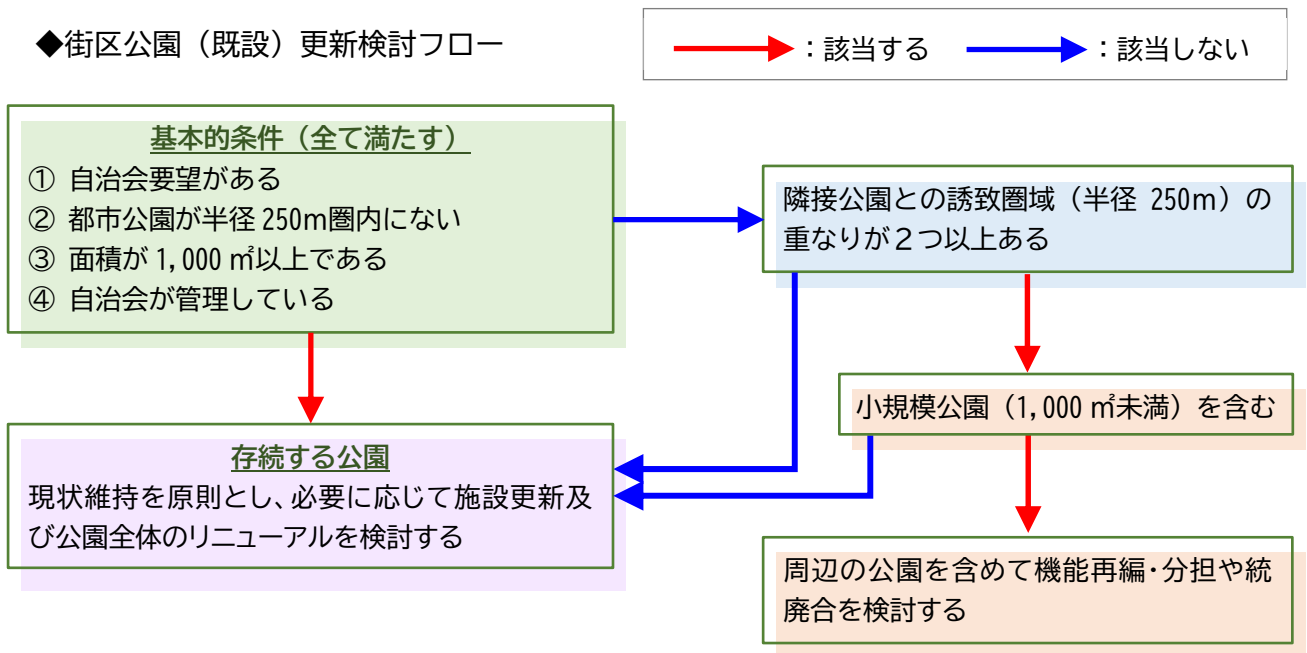 ◆街区公園（既設）更新検討フロー
：該当する
：該当しない
基本的条件（全て満たす）
① 自治会要望がある
② 都市公園が半径 250ｍ圏内にない
③ 面積が 1,000 ㎡以上である
④ 自治会が管理している
隣接公園との誘致圏域（半径 250ｍ）の
重なりが２つ以上ある
小規模公園（1,000 ㎡未満）を含む
存続する公園
現状維持を原則とし、必要に応じて施設更新及
び公園全体のリニューアルを検討する
周辺の公園を含めて機能再編・分担や統
廃合を検討する